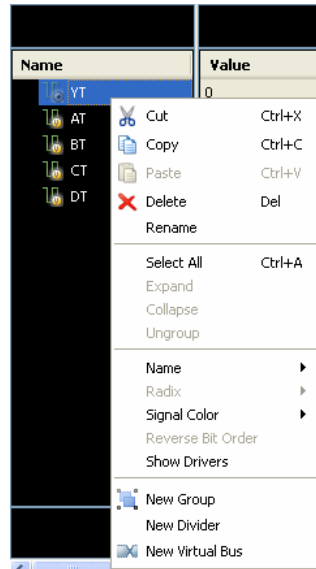 Name Value
YT 0
AT
BT
CT
DT
Cut Ctrl+X
Copy Ctrl+C
Paste Ctrl+V
Delete Del
Rename
Select All Ctrl+A
Expand
Collapse
Ungroup
Name
Radix
Signal Color
Reverse Bit Order
Show Drivers
New Group
New Divider
New Virtual Bus